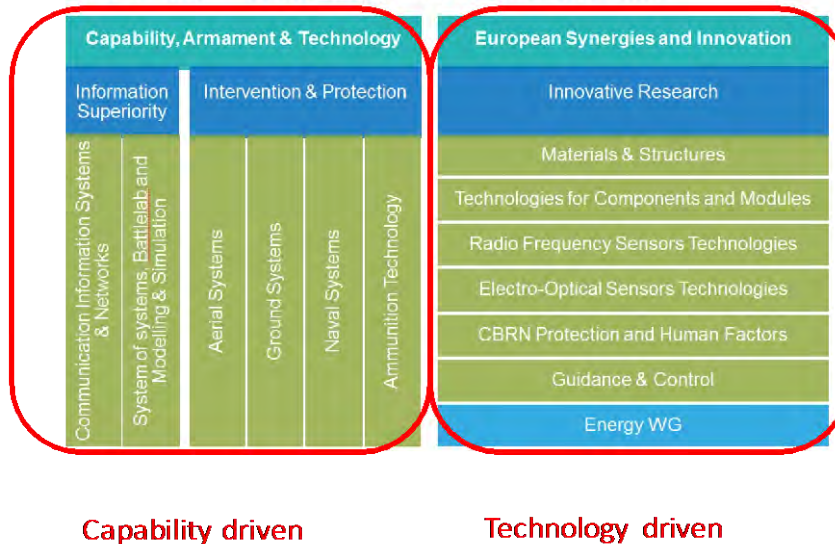 Capability, Armament & Technology
Information
Superiority
Intervention & Protection
Communication Information Systems
& Networks
System of systems, Battlelab and
Modelling & Simulation
Aerial Systems
Ground Systems
Naval Systems
Ammunition Technology
European Synergies and Innovation
Innovative Research
Materials & Structures
Technologies for Components and Modules
Radio Frequency Sensors Technologies
Electro-Optical Sensors Technologies
CBRN Protection and Human Factors
Guidance & Control
Energy WG
Capability driven
Technology driven